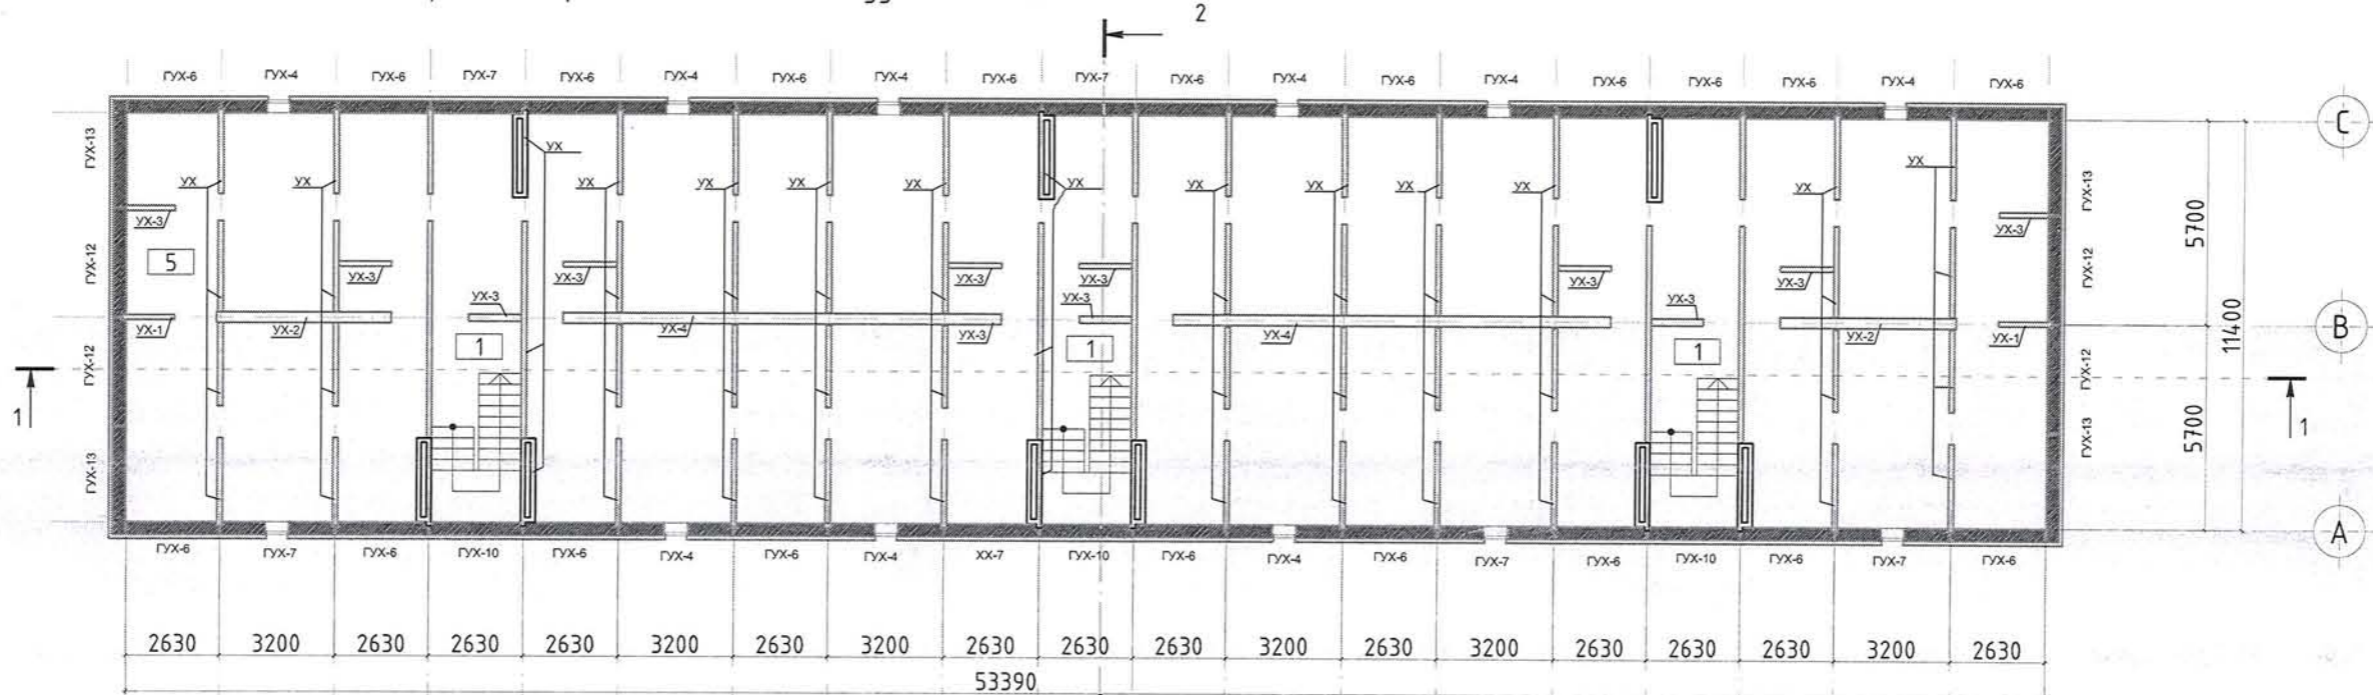 2
ГУХ-6 ГУХ-4 ГУХ-6 ГУХ-7 ГУХ-6 ГУХ-4 ГУХ-6 ГУХ-4 ГУХ-6 ГУХ-7 ГУХ-6 ГУХ-4 ГУХ-6 ГУХ-4 ГУХ-6 ГУХ-6 ГУХ-6 ГУХ-4 ГУХ-6
C
ГУХ-13
УХ УХ УХ УХ УХ УХ УХ УХ УХ УХ УХ УХ УХ УХ
ГУХ-13
УХ-3 УХ-3
5700
ГУХ-12
5
УХ-3 УХ-3 УХ-3 УХ-3 УХ-3 УХ-3
ГУХ-12
УХ-3 УХ-3 УХ-3
11400
УХ-1 УХ-2 УХ-4 УХ-3 УХ-4 УХ-2 УХ-1
B
1 1 1
ГУХ-12
ГУХ-12
1 1
5700
ГУХ-13
ГУХ-13
A
ГУХ-6 ГУХ-7 ГУХ-6 ГУХ-10 ГУХ-6 ГУХ-4 ГУХ-6 ГУХ-4 ХХ-7 ГУХ-10 ГУХ-6 ГУХ-4 ГУХ-6 ГУХ-7 ГУХ-6 ГУХ-10 ГУХ-6 ГУХ-7 ГУХ-6
2630 3200 2630 2630 2630 3200 2630 3200 2630 2630 2630 3200 2630 3200 2630 2630 2630 3200 2630
53390